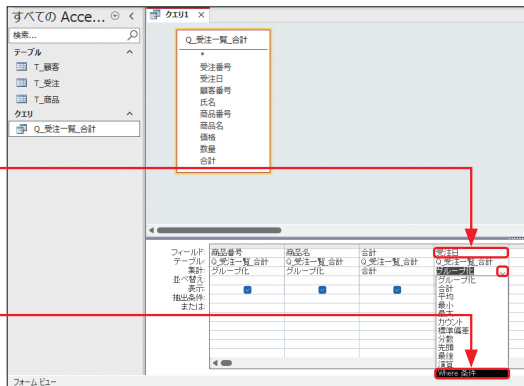 すべての Acce...
検索...
テーブル
T_顧客
T_受注
T_商品
クエリ
Q_受注一覧_合計
クエリ1
Q_受注一覧_合計
*
受注番号
受注日
顧客番号
氏名
商品番号
商品名
価格
数量
合計
フィールド: 商品番号 商品名 合計 受注日
テーブル: Q_受注一覧_合計 Q_受注一覧_合計 Q_受注一覧_合計 Q_受注一覧_合計
集計: グループ化 グループ化 合計 グループ化
並べ替え:
表示:
抽出条件:
または:
グループ化
合計
平均
最小
最大
カウント
標準偏差
分散
先頭
最後
演算
Where 条件
フォーム ビュー